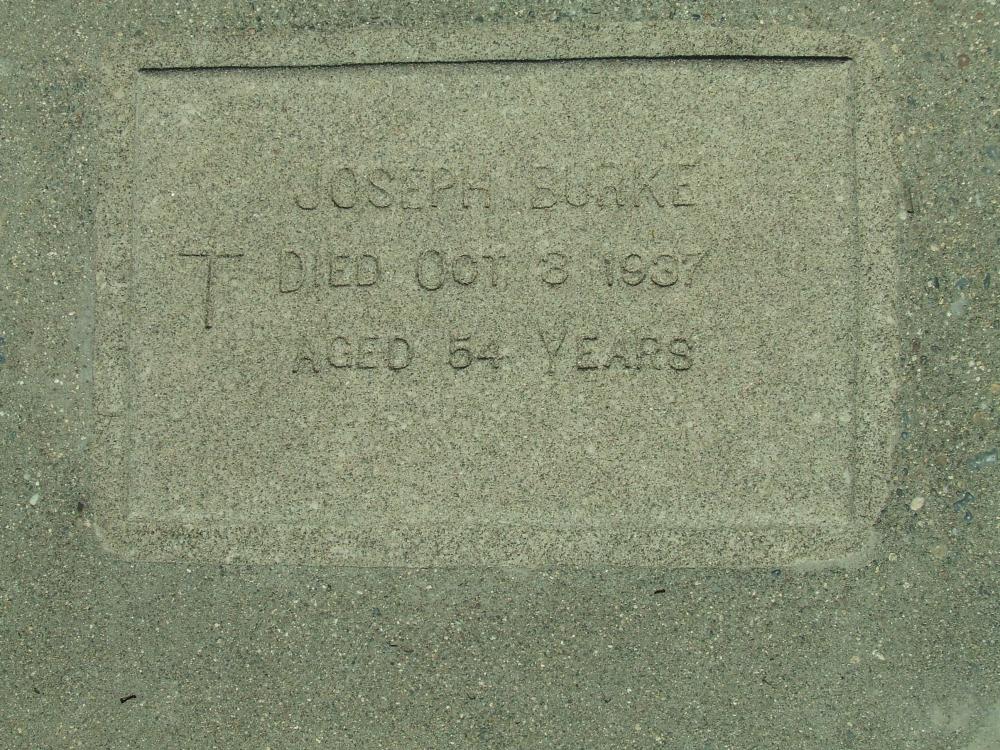 JOSEPH BURKE
DIED OCT. 3 1937
AGED 54 YEARS